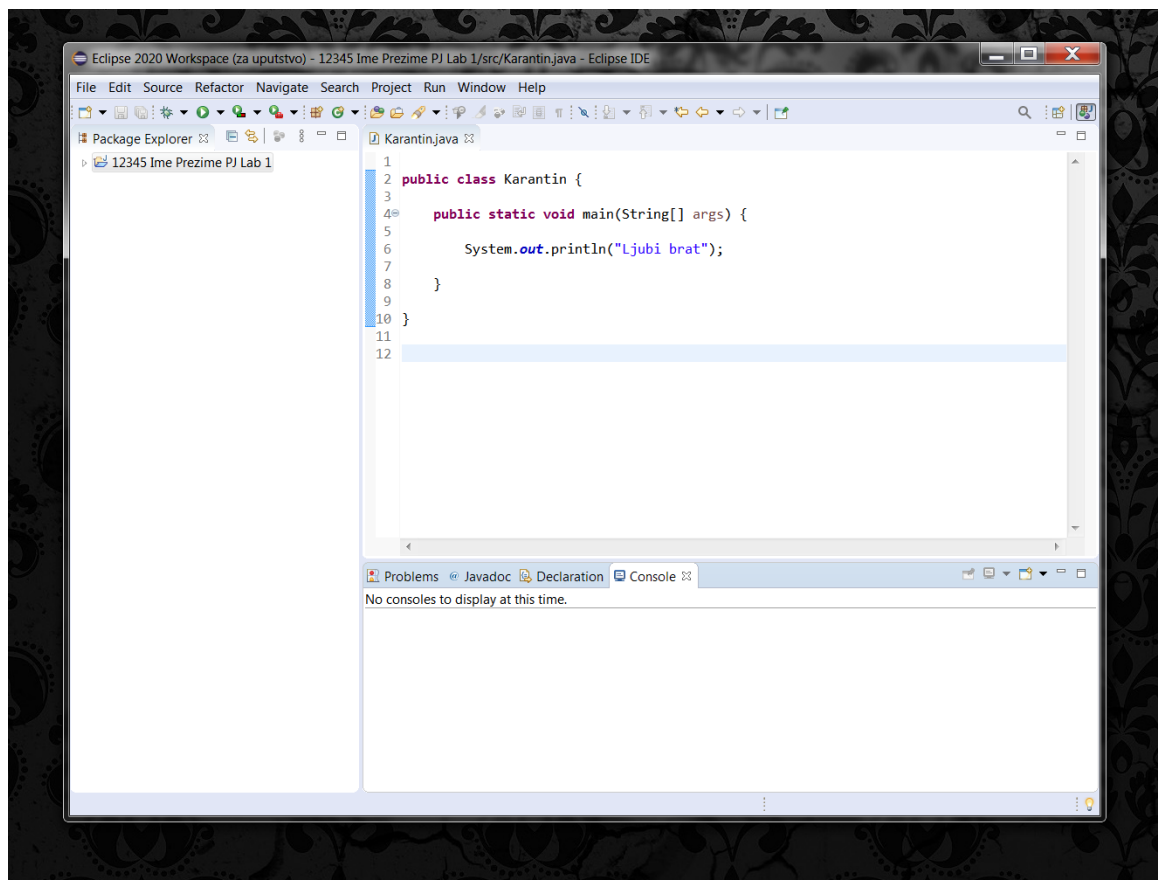 Eclipse 2020 Workspace (za uputstvo) - 12345 Ime Prezime PJ Lab 1/src/Karantin.java - Eclipse IDE
File Edit Source Refactor Navigate Search Project Run Window Help
Package Explorer
12345 Ime Prezime PJ Lab 1
Karantin.java
1
2 public class Karantin {
3
4 public static void main(String[] args) {
5
6 System.out.println("Ljubi brat");
7
8 }
9
10 }
11
12
Problems @ Javadoc Declaration Console
No consoles to display at this time.